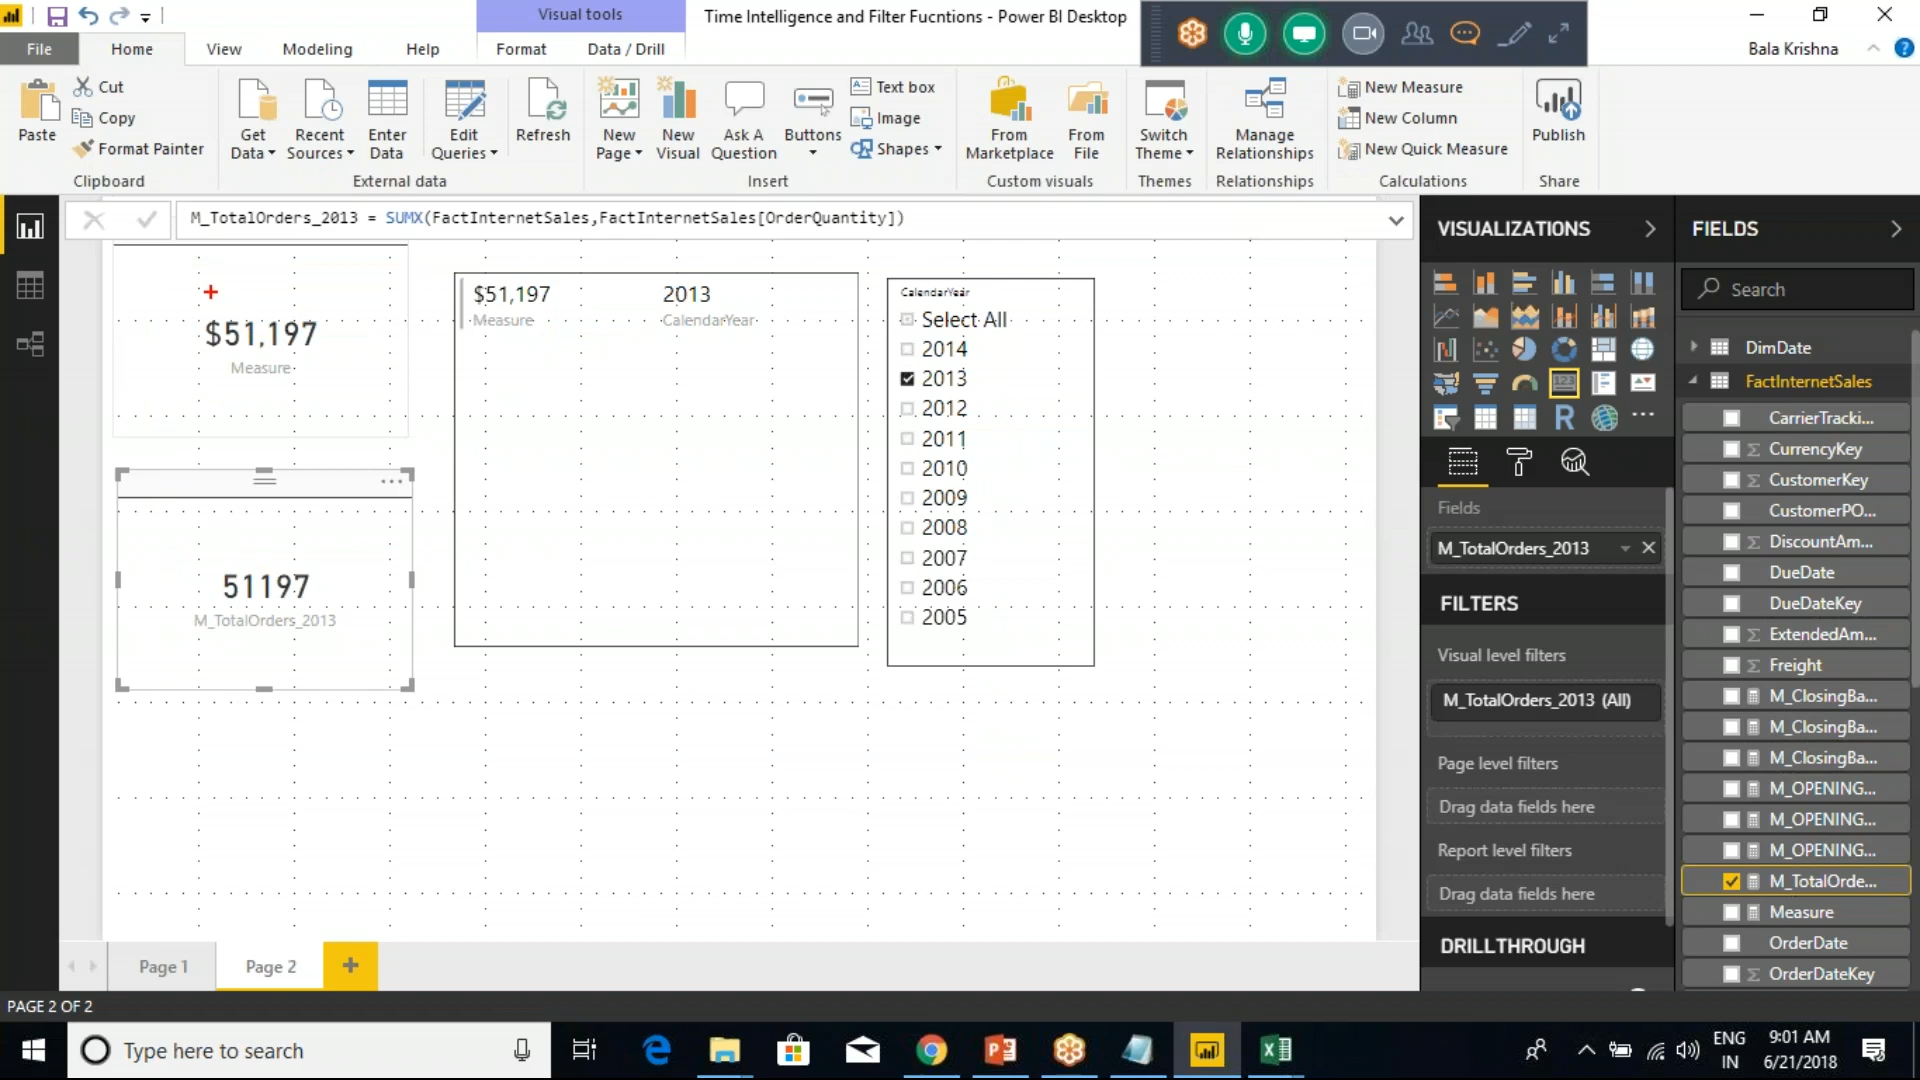 Visual tools
Time Intelligence and Filter Fucntions - Power BI Desktop
File
Home
View
Modeling
Help
Format
Data / Drill
Bala Krishna
Paste
Cut
Copy
Format Painter
Clipboard
Get Data
Recent Sources
Enter Data
Edit Queries
Refresh
External data
New Page
New Visual
Ask A Question
Buttons
Text box
Image
Shapes
Insert
From Marketplace
From File
Custom visuals
Switch Theme
Themes
Manage Relationships
Relationships
New Measure
New Column
New Quick Measure
Calculations
Publish
Share
M_TotalOrders_2013 = SUMX(FactInternetSales,FactInternetSales[OrderQuantity])
$51,197
Measure
51197
M_TotalOrders_2013
$51,197
2013
Measure
CalendarYear
CalendarYear
Select All
2014
2013
2012
2011
2010
2009
2008
2007
2006
2005
VISUALIZATIONS
R
Fields
M_TotalOrders_2013
FILTERS
Visual level filters
M_TotalOrders_2013 (All)
Page level filters
Drag data fields here
Report level filters
Drag data fields here
DRILLTHROUGH
FIELDS
Search
DimDate
FactInternetSales
CarrierTracki...
CurrencyKey
CustomerKey
CustomerPO...
DiscountAm...
DueDate
DueDateKey
ExtendedAm...
Freight
M_ClosingBa...
M_ClosingBa...
M_ClosingBa...
M_OPENING...
M_OPENING...
M_OPENING...
M_TotalOrde...
Measure
OrderDate
OrderDateKey
Page 1
Page 2
PAGE 2 OF 2
Type here to search
ENG
IN
9:01 AM
6/21/2018